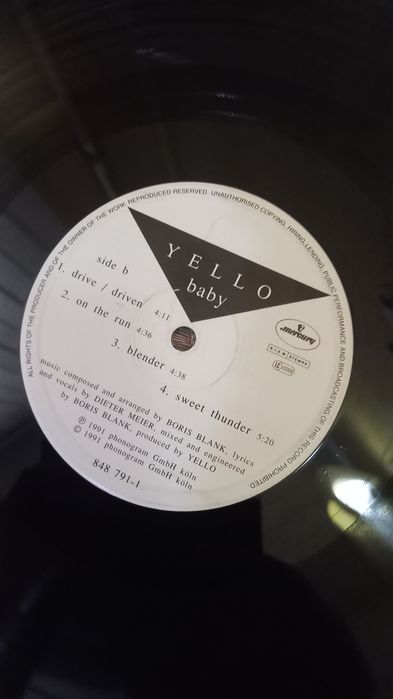 ALL RIGHTS OF THE PRODUCER AND OF THE OWNER OF THE WORK REPRODUCED RESERVED. UNAUTHORISED COPYING, HIRING, LENDING, PUBLIC PERFORMANCE AND BROADCASTING OF THIS RECORD PROHIBITED
YELLO
baby
side b
1. drive / driven 4:11
2. on the run 4:36
3. blender 4:38
4. sweet thunder 5:20
mercury
STEREO
music composed and arranged by BORIS BLANK, lyrics
and vocals by DIETER MEIER, mixed and engineered
by BORIS BLANK, produced by YELLO
℗ 1991 phonogram GmbH köln
© 1991 phonogram GmbH köln
848 791-1